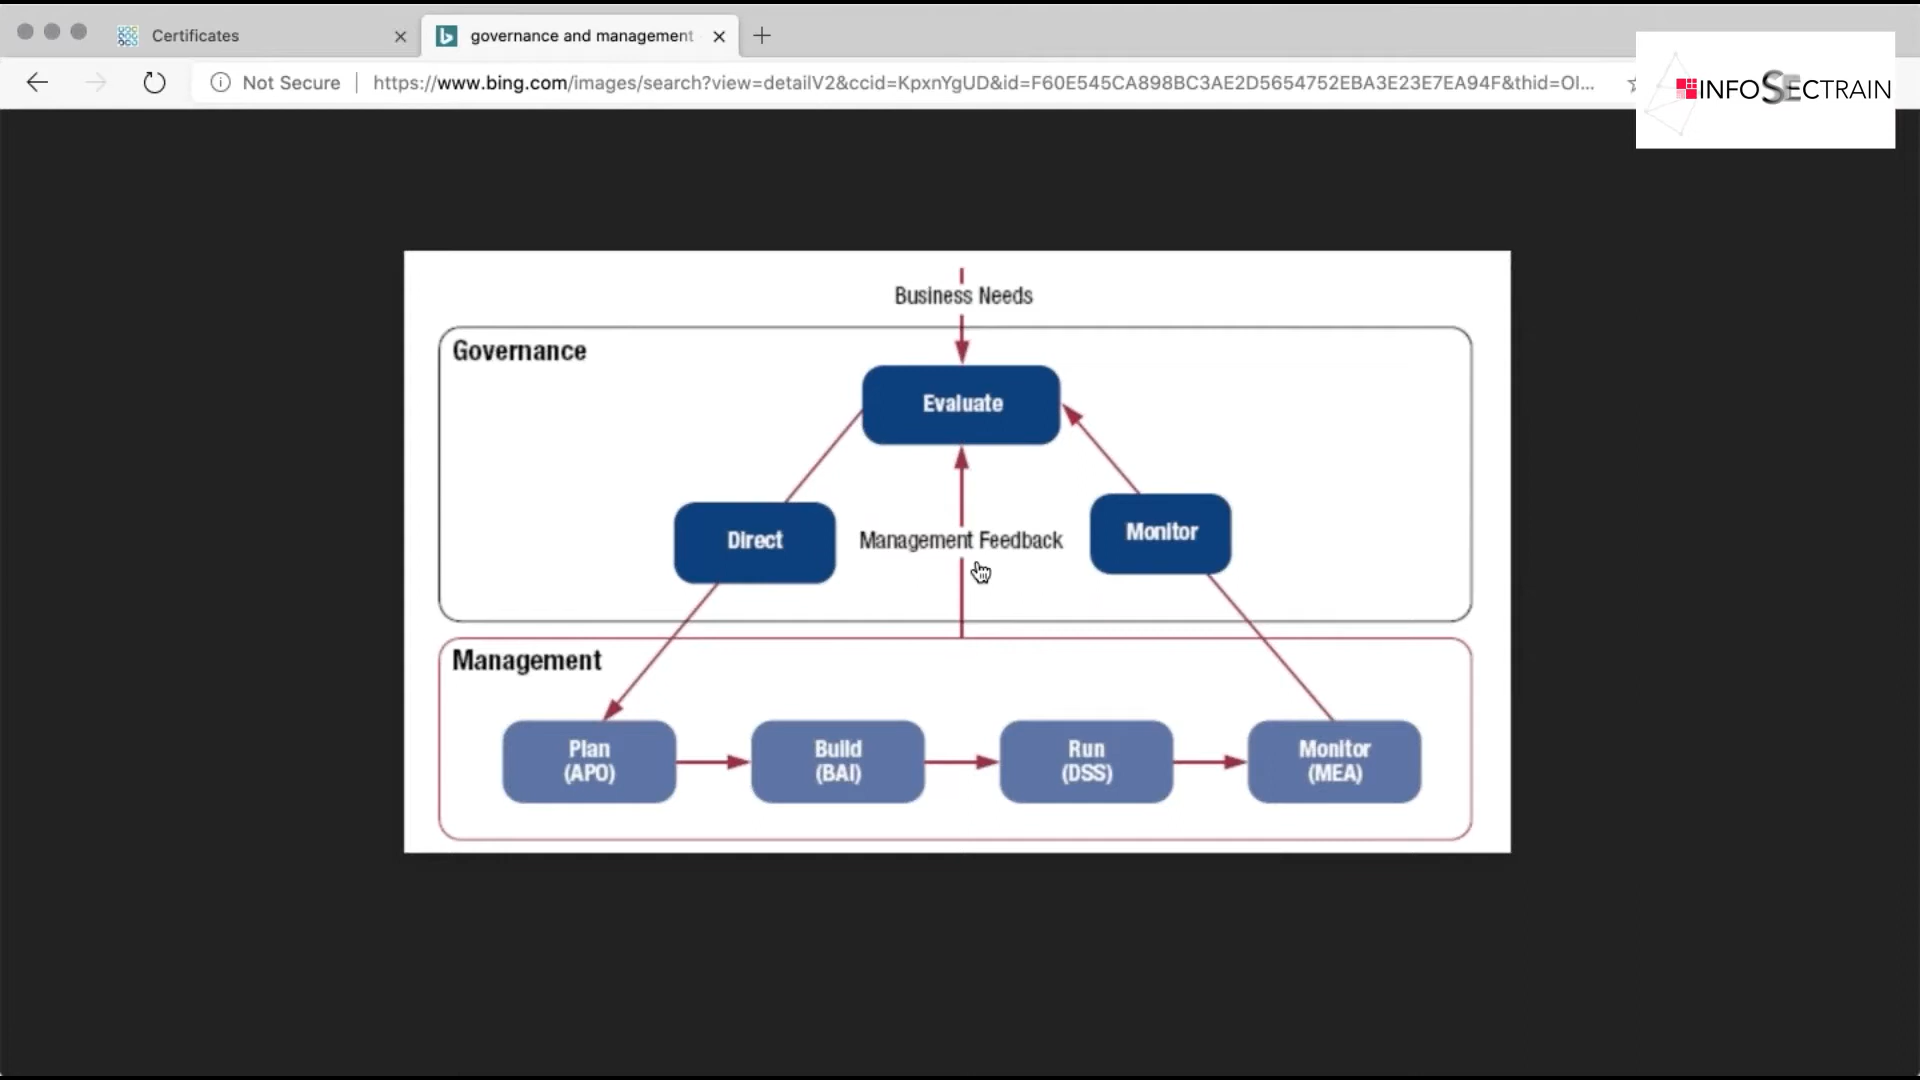 Certificates
governance and management
Not Secure
https://www.bing.com/images/search?view=detailV2&ccid=KpxnYgUD&id=F60E545CA898BC3AE2D5654752EBA3E23E7EA94F&thid=OI...
INFOSECTRAIN
Business Needs
Governance
Evaluate
Direct
Management Feedback
Monitor
Management
Plan
(APO)
Build
(BAI)
Run
(DSS)
Monitor
(MEA)